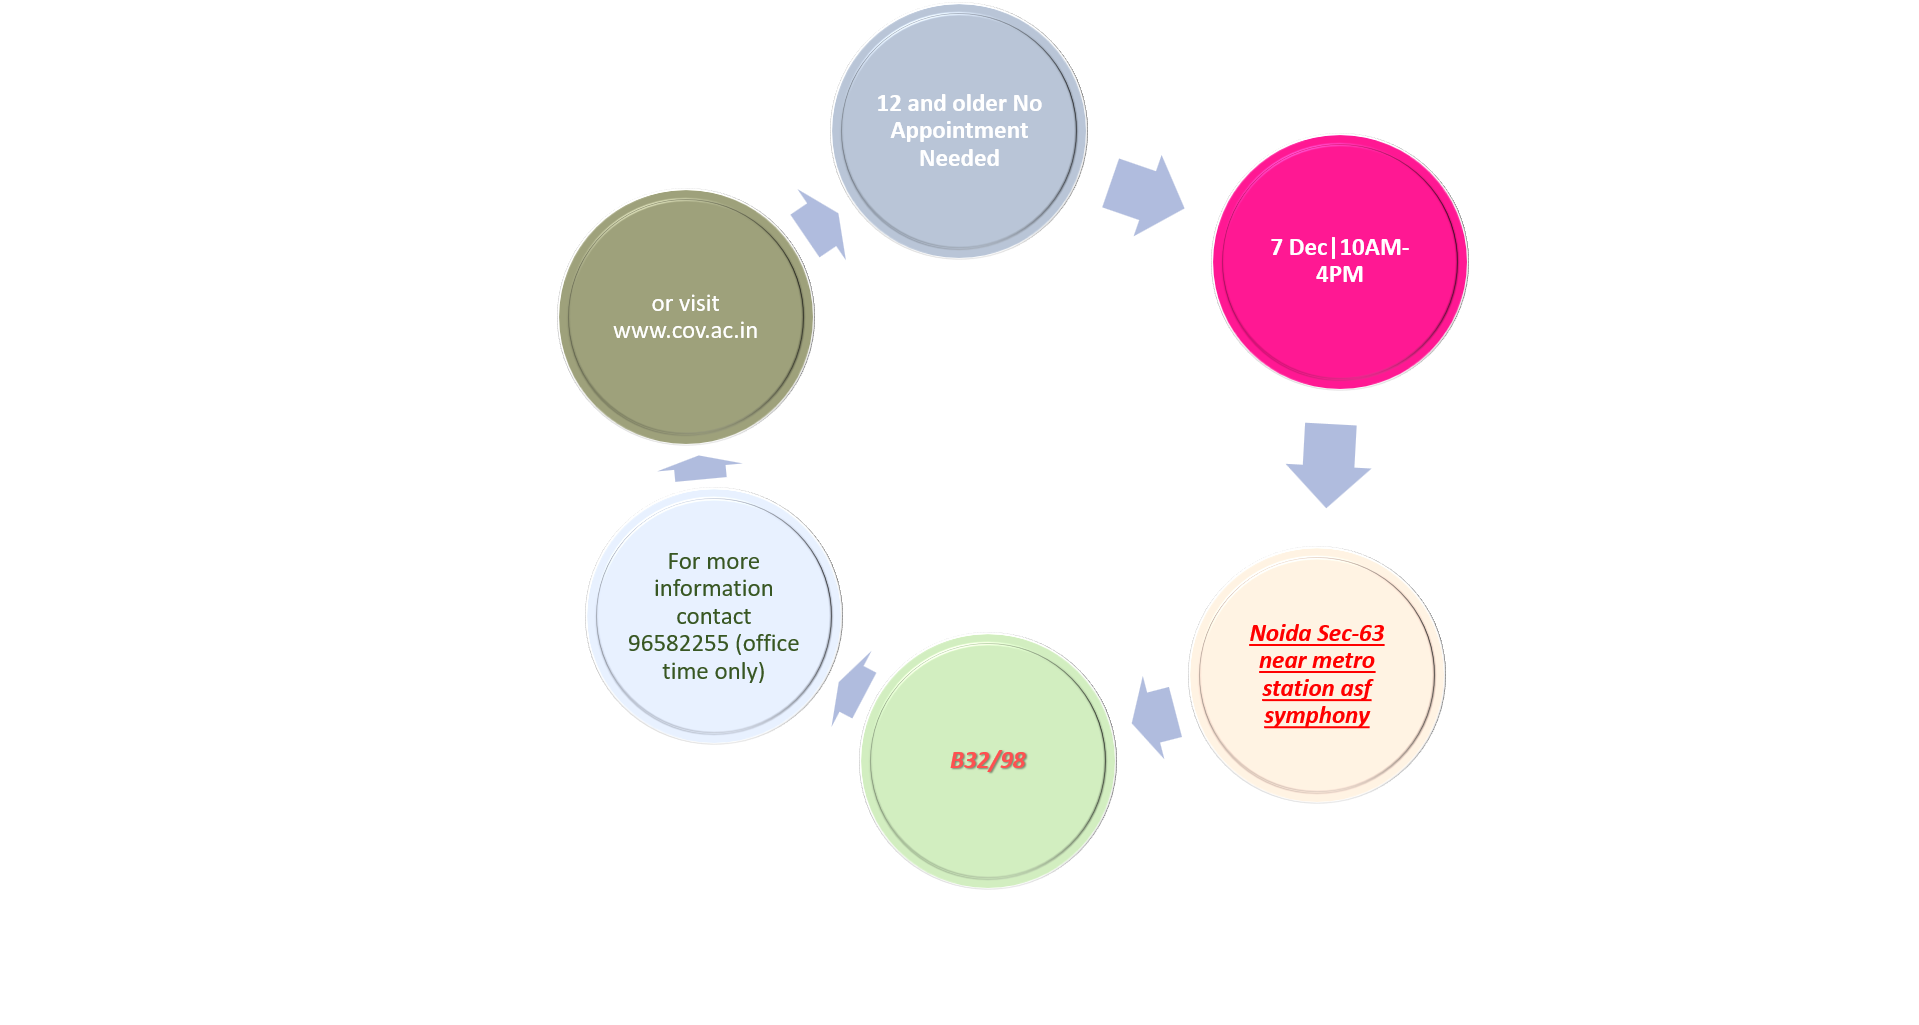 12 and older No
Appointment
Needed
7 Dec|10AM-
4PM
Noida Sec-63
near metro
station asf
symphony
B32/98
For more
information
contact
96582255 (office
time only)
or visit
www.cov.ac.in